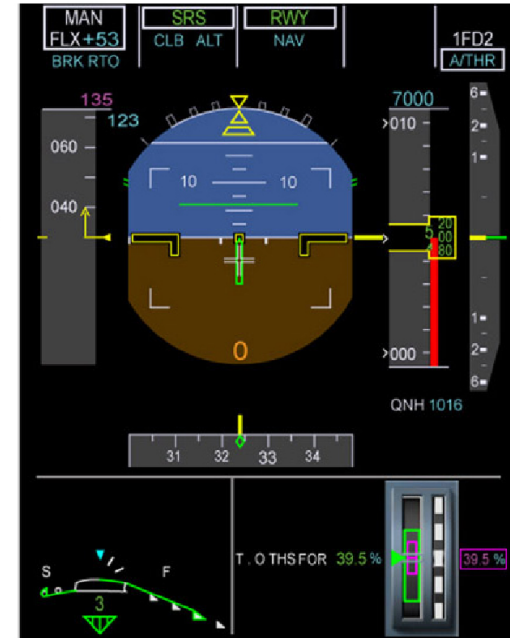 MAN SRS RWY
FLX+53 CLB ALT NAV 1FD2
BRK RTO A/THR
135 7000
123
6
010 2
060 1
10 10
040
20
5 00
4 80
1
000 2
0 6
QNH 1016
31 32 33 34
S F
3
T . O THS FOR 39.5 % 39.5 %